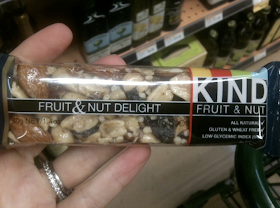 KIND
FRUIT & NUT DELIGHT
FRUIT & NUT
ALL NATURAL
GLUTEN & WHEAT FREE
LOW GLYCEMIC INDEX